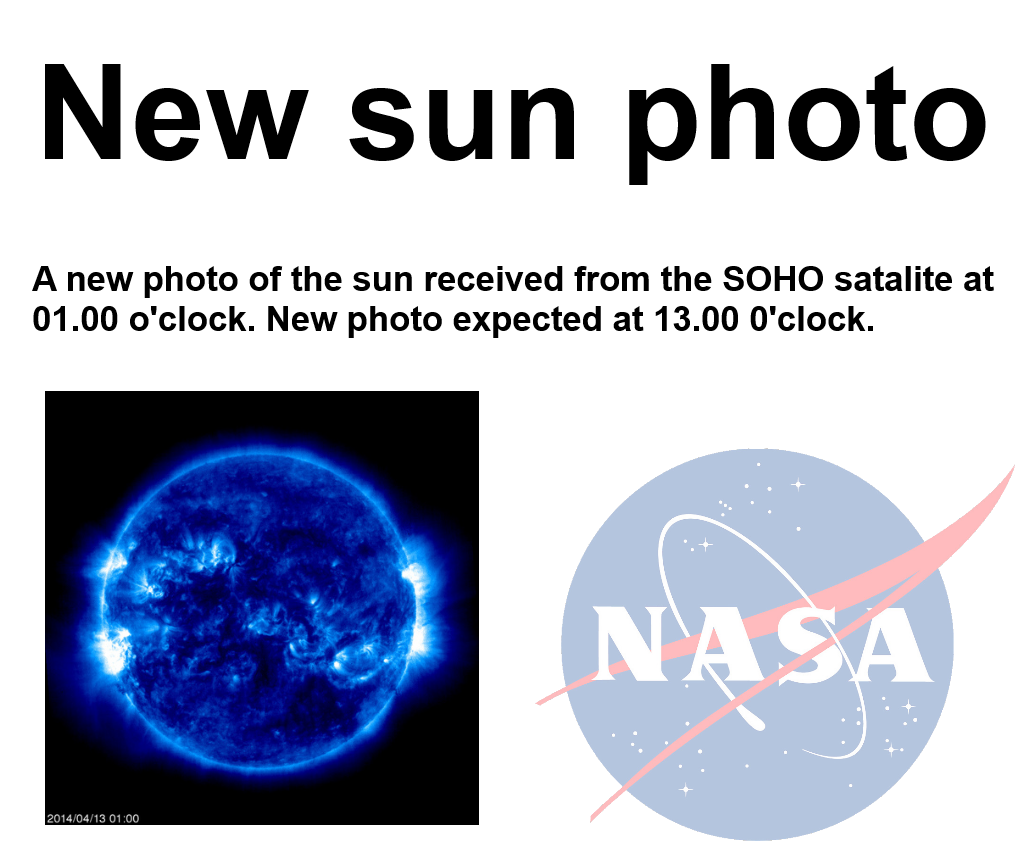 New sun photo
A new photo of the sun received from the SOHO satalite at
01.00 o'clock. New photo expected at 13.00 0'clock.
NASA
2014/04/13 01:00